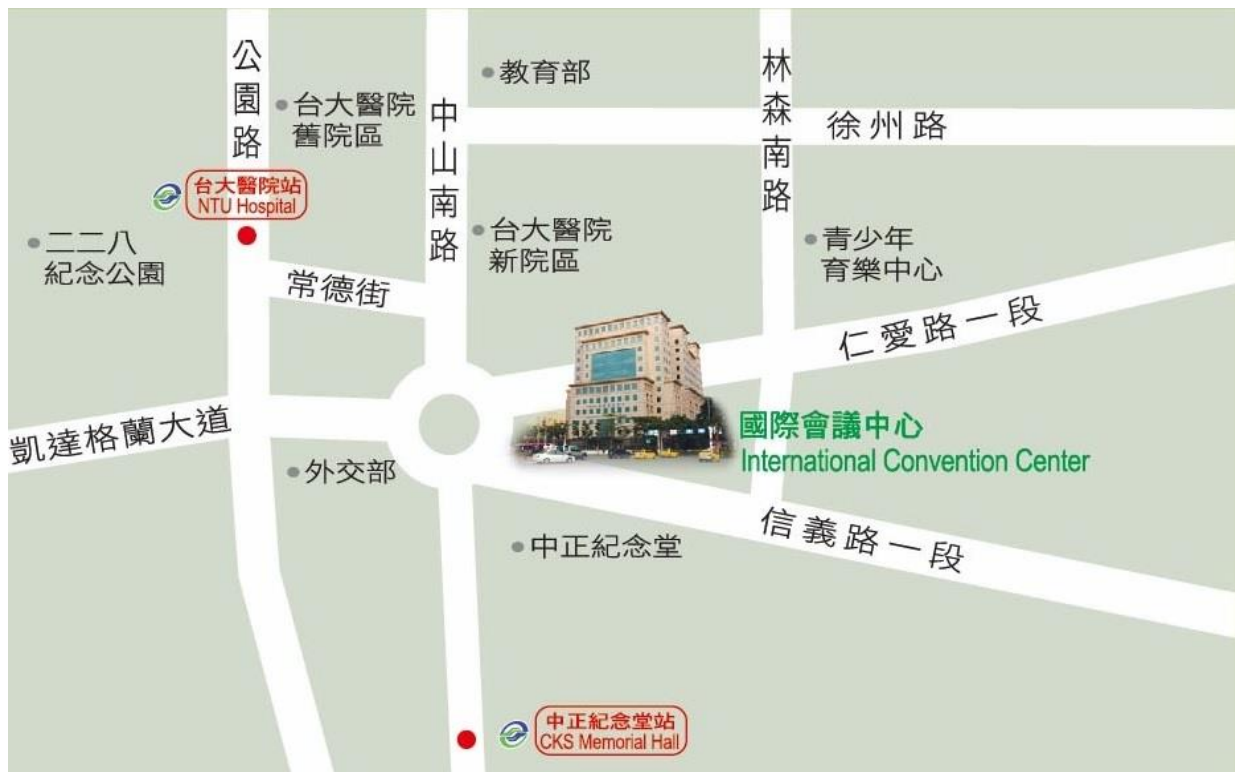 公園路
台大醫院
舊院區
中山南路
教育部
林森南路
徐州路
台大醫院站
NTU Hospital
二二八
紀念公園
常德街
台大醫院
新院區
青少年
育樂中心
仁愛路一段
凱達格蘭大道
外交部
國際會議中心
International Convention Center
信義路一段
中正紀念堂
中正紀念堂站
CKS Memorial Hall